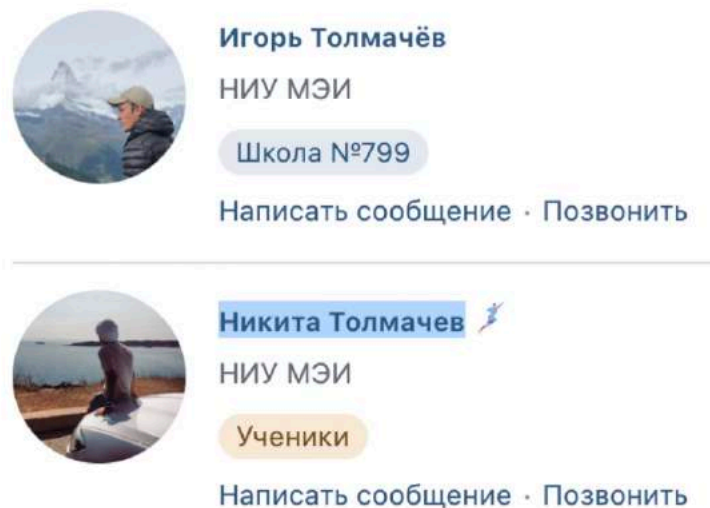 Игорь Толмачёв
НИУ МЭИ
Школа №799
Написать сообщение · Позвонить
Никита Толмачев
НИУ МЭИ
Ученики
Написать сообщение · Позвонить